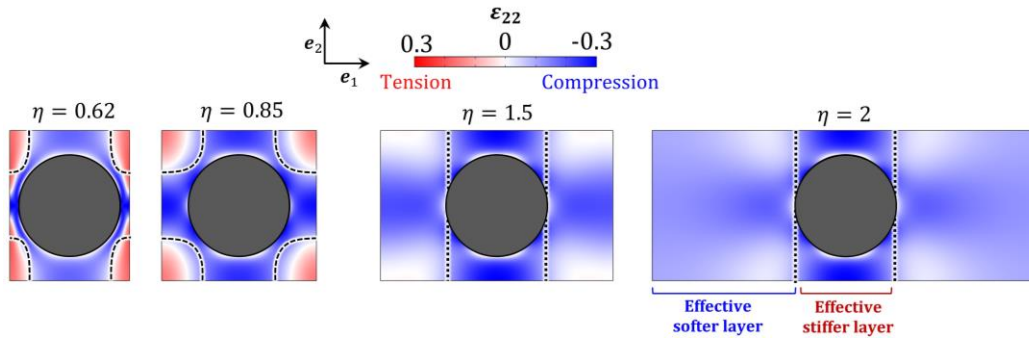 ε₂₂
e₂
e₁
0.3 0 -0.3
Tension Compression
η = 0.62 η = 0.85 η = 1.5 η = 2
Effective softer layer
Effective stiffer layer